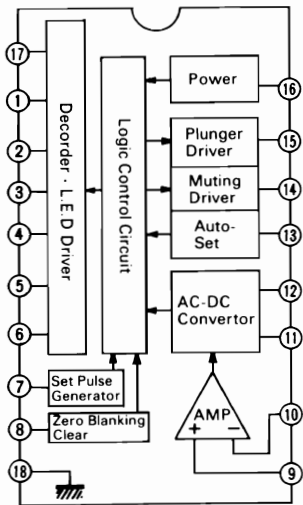 17
1
2
3
4
5
6
7
8
18
Decorder · L.E.D Driver
Logic Control Circuit
Set Pulse
Generator
Zero Blanking
Clear
Power
Plunger
Driver
Muting
Driver
Auto-
Set
AC-DC
Convertor
AMP
+ −
16
15
14
13
12
11
10
9